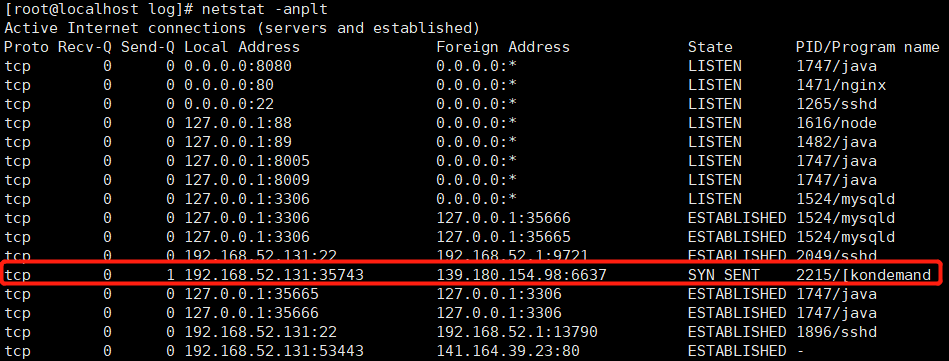 [root@localhost log]# netstat -anplt
Active Internet connections (servers and established)
Proto Recv-Q Send-Q Local Address Foreign Address State PID/Program name
tcp 0 0 0.0.0.0:8080 0.0.0.0:* LISTEN 1747/java
tcp 0 0 0.0.0.0:80 0.0.0.0:* LISTEN 1471/nginx
tcp 0 0 0.0.0.0:22 0.0.0.0:* LISTEN 1265/sshd
tcp 0 0 127.0.0.1:88 0.0.0.0:* LISTEN 1616/node
tcp 0 0 127.0.0.1:89 0.0.0.0:* LISTEN 1482/java
tcp 0 0 127.0.0.1:8005 0.0.0.0:* LISTEN 1747/java
tcp 0 0 127.0.0.1:8009 0.0.0.0:* LISTEN 1747/java
tcp 0 0 127.0.0.1:3306 0.0.0.0:* LISTEN 1524/mysqld
tcp 0 0 127.0.0.1:3306 127.0.0.1:35666 ESTABLISHED 1524/mysqld
tcp 0 0 127.0.0.1:3306 127.0.0.1:35665 ESTABLISHED 1524/mysqld
tcp 0 0 192.168.52.131:22 192.168.52.1:9721 ESTABLISHED 2049/sshd
tcp 0 1 192.168.52.131:35743 139.180.154.98:6637 SYN_SENT 2215/[kondemand
tcp 0 0 127.0.0.1:35665 127.0.0.1:3306 ESTABLISHED 1747/java
tcp 0 0 127.0.0.1:35666 127.0.0.1:3306 ESTABLISHED 1747/java
tcp 0 0 192.168.52.131:22 192.168.52.1:13790 ESTABLISHED 1896/sshd
tcp 0 0 192.168.52.131:53443 141.164.39.23:80 ESTABLISHED -